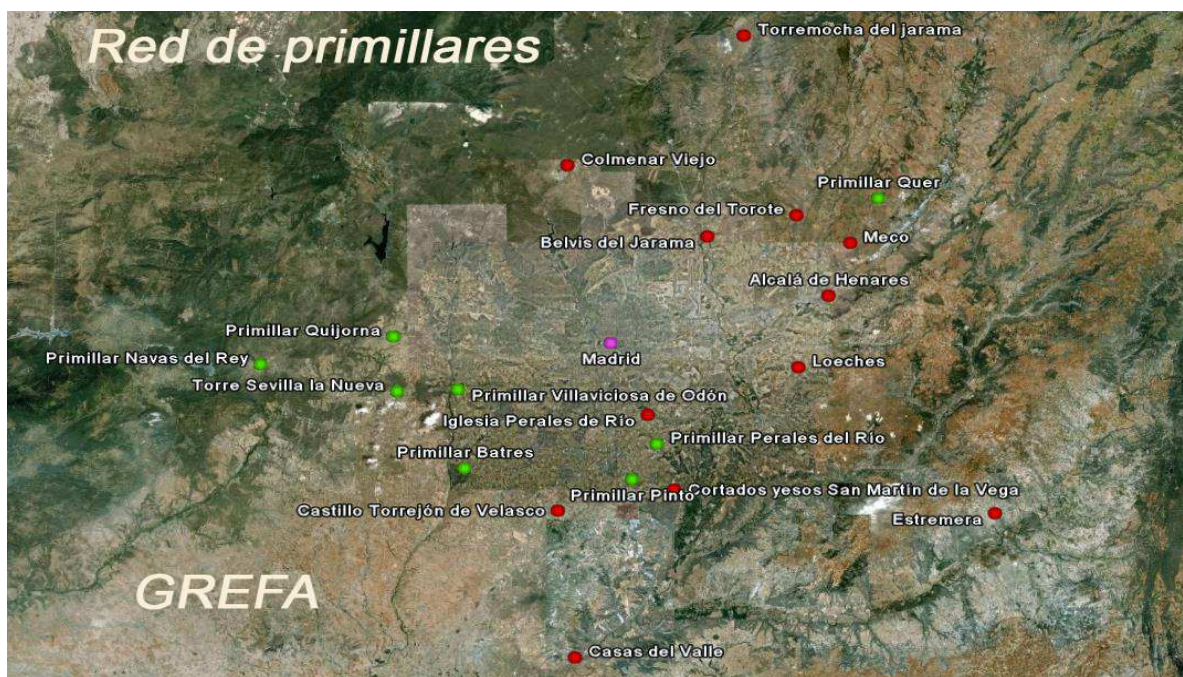 Torremocha del jarama
Red de primillares
Colmenar Viejo
Primillar Quer
Fresno del Torote
Belvis del Jarama
Meco
Alcalá de Henares
Primillar Quijorna
Primillar Navas del Rey
Madrid
Loeches
Torre Sevilla la Nueva
Primillar Villaviciosa de Odón
Iglesia Perales de Río
Primillar Perales del Río
Primillar Batres
Primillar Pinto
Cortados yesos San Martin de la Vega
Castillo Torrejón de Velasco
Estremera
GREFA
Casas del Valle